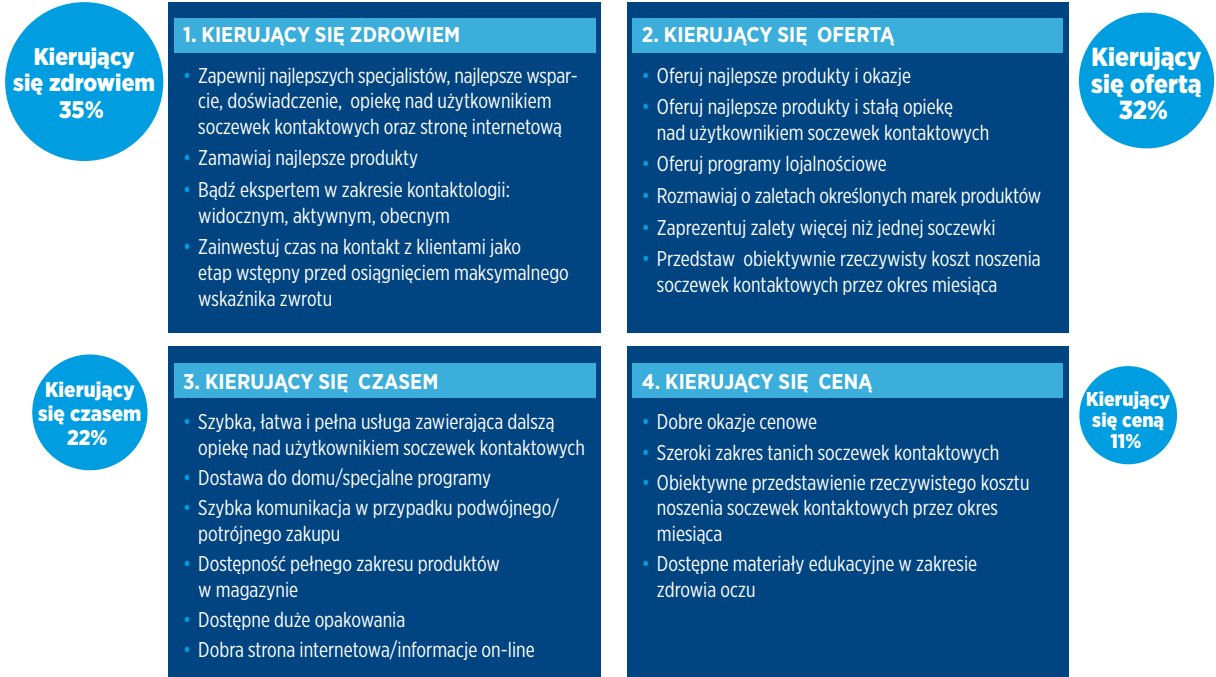 Kierujący
się zdrowiem
35%
1. KIERUJĄCY SIĘ ZDROWIEM
• Zapewnij najlepszych specjalistów, najlepsze wspar-
cie, doświadczenie, opiekę nad użytkownikiem
soczewek kontaktowych oraz stronę internetową
• Zamawiaj najlepsze produkty
• Bądź ekspertem w zakresie kontaktologii:
widocznym, aktywnym, obecnym
• Zainwestuj czas na kontakt z klientami jako
etap wstępny przed osiągnięciem maksymalnego
wskaźnika zwrotu
2. KIERUJĄCY SIĘ OFERTĄ
• Oferuj najlepsze produkty i okazje
• Oferuj najlepsze produkty i stałą opiekę
nad użytkownikiem soczewek kontaktowych
• Oferuj programy lojalnościowe
• Rozmawiaj o zaletach określonych marek produktów
• Zaprezentuj zalety więcej niż jednej soczewki
• Przedstaw obiektywnie rzeczywisty koszt noszenia
soczewek kontaktowych przez okres miesiąca
Kierujący
się ofertą
32%
Kierujący
się czasem
22%
3. KIERUJĄCY SIĘ CZASEM
• Szybka, łatwa i pełna usługa zawierająca dalszą
opiekę nad użytkownikiem soczewek kontaktowych
• Dostawa do domu/specjalne programy
• Szybka komunikacja w przypadku podwójnego/
potrójnego zakupu
• Dostępność pełnego zakresu produktów
w magazynie
• Dostępne duże opakowania
• Dobra strona internetowa/informacje on-line
4. KIERUJĄCY SIĘ CENĄ
• Dobre okazje cenowe
• Szeroki zakres tanich soczewek kontaktowych
• Obiektywne przedstawienie rzeczywistego kosztu
noszenia soczewek kontaktowych przez okres
miesiąca
• Dostępne materiały edukacyjne w zakresie
zdrowia oczu
Kierujący
się ceną
11%